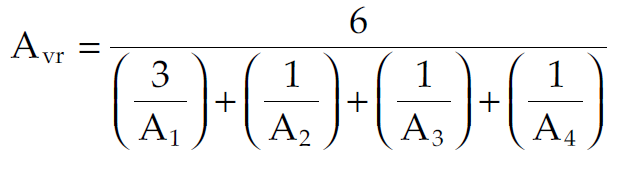 A_vr = 6 / ((3/A_1) + (1/A_2) + (1/A_3) + (1/A_4))